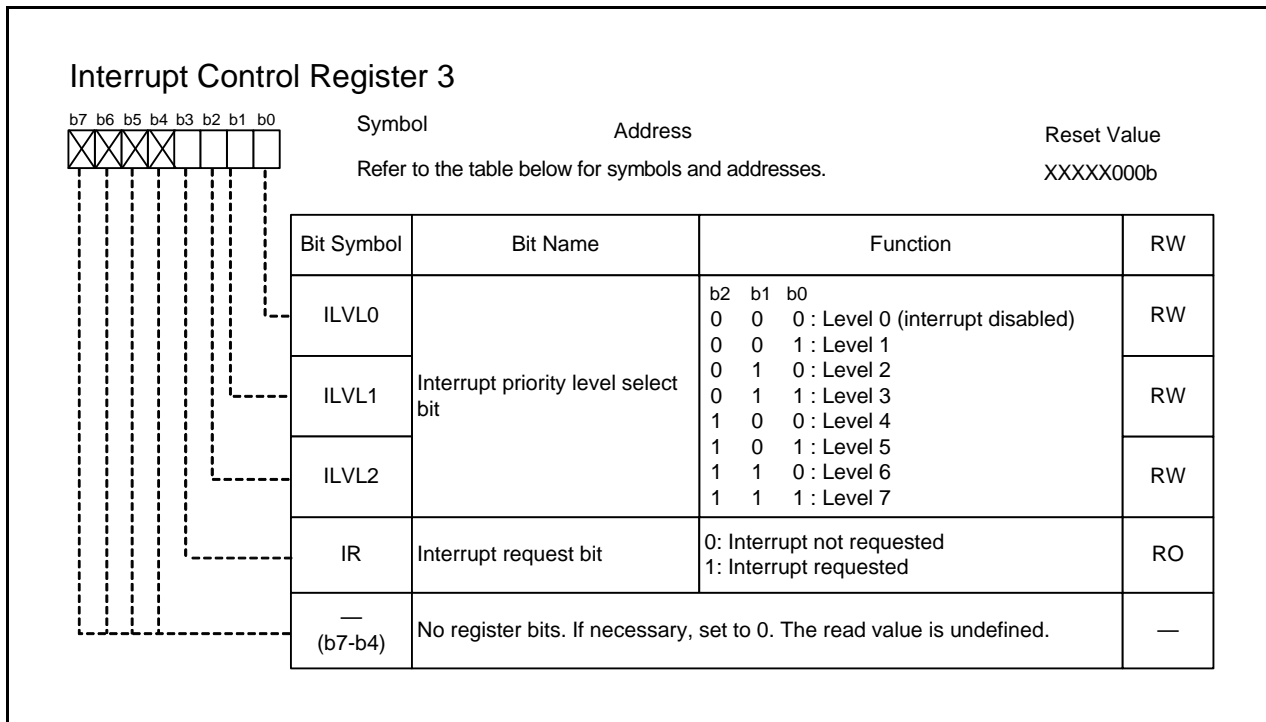 Interrupt Control Register 3
b7 b6 b5 b4 b3 b2 b1 b0
Symbol Address Reset Value
Refer to the table below for symbols and addresses. XXXXX000b
Bit Symbol Bit Name Function RW
ILVL0 RW
ILVL1 RW
ILVL2 RW
Interrupt priority level select
bit
b2 b1 b0
0 0 0 : Level 0 (interrupt disabled)
0 0 1 : Level 1
0 1 0 : Level 2
0 1 1 : Level 3
1 0 0 : Level 4
1 0 1 : Level 5
1 1 0 : Level 6
1 1 1 : Level 7
IR Interrupt request bit
0: Interrupt not requested
1: Interrupt requested
RO
—
(b7-b4)
No register bits. If necessary, set to 0. The read value is undefined. —